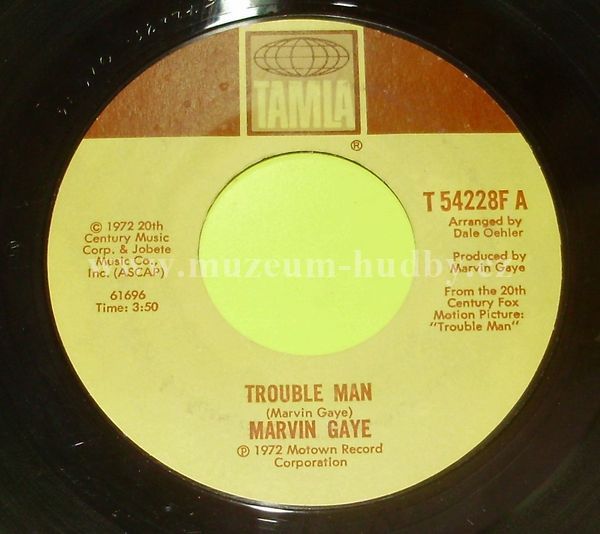 TAMLA
®
T 54228F A
Arranged by
Dale Oehler
Produced by
Marvin Gaye
From the 20th
Century Fox
Motion Picture:
"Trouble Man"
© 1972 20th
Century Music
Corp. & Jobete
Music Co.,
Inc. (ASCAP)
61696
Time: 3:50
www.muzeum-hudby.cz
TROUBLE MAN
(Marvin Gaye)
MARVIN GAYE
℗ 1972 Motown Record
Corporation